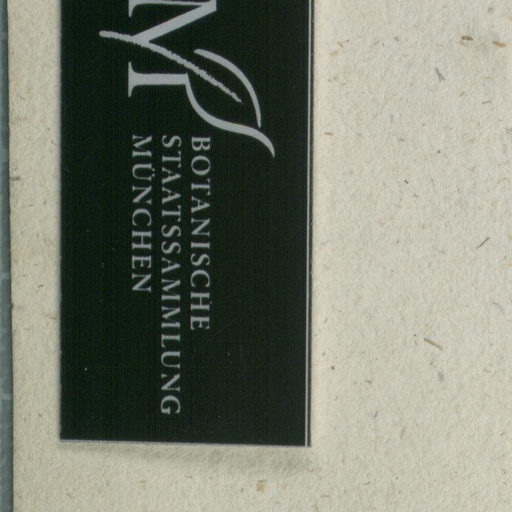 M
BOTANISCHE
STAATSSAMMLUNG
MÜNCHEN